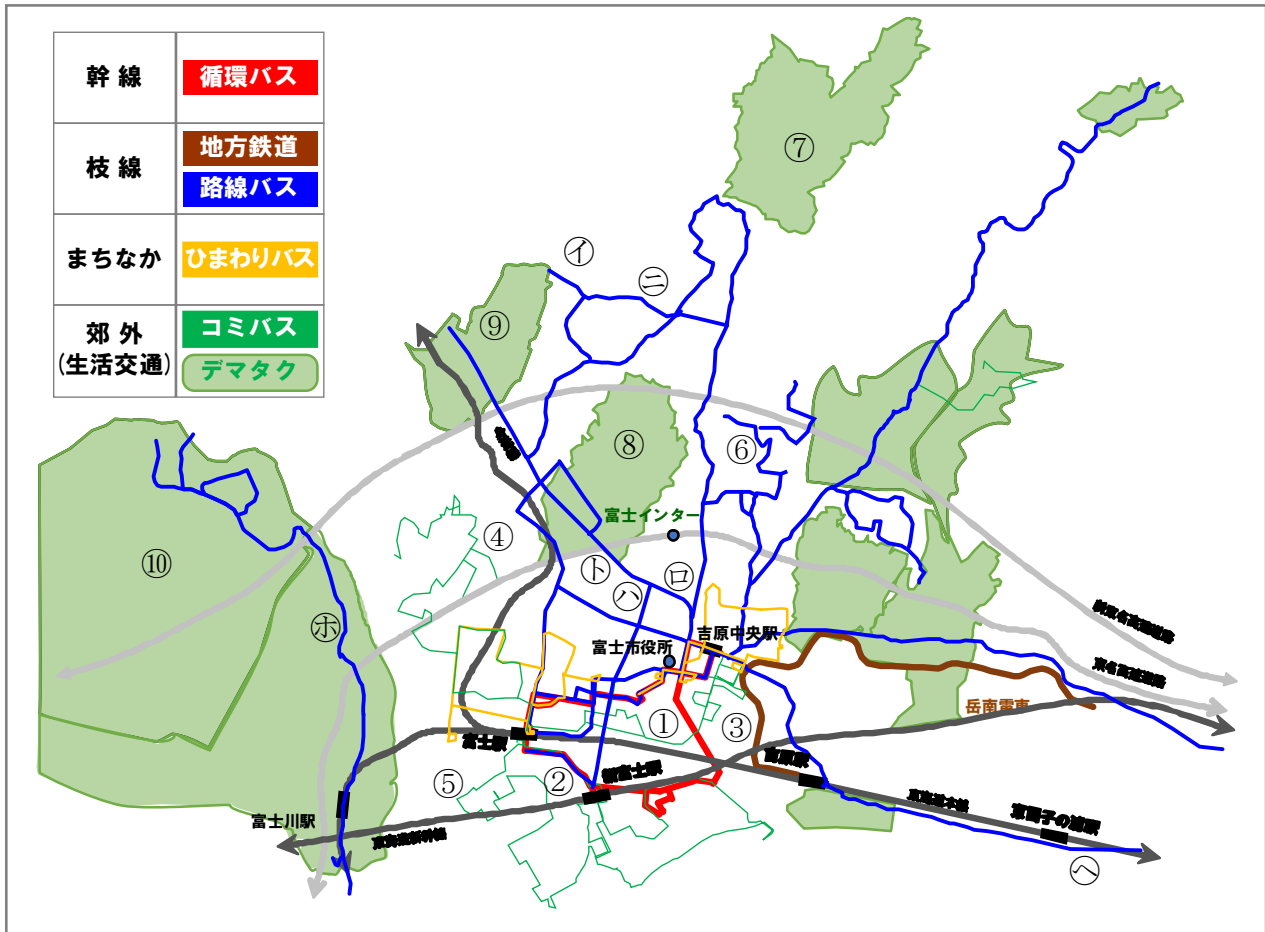 幹 線
循環バス
枝 線
地方鉄道
路線バス
まちなか
ひまわりバス
郊 外
(生活交通)
コミバス
デマタク
⑦
㋑
㋥
⑨
⑧
⑥
身延線
富士インター
④
⑩
㋣
㋺
㋩
㋭
新東名高速道路
吉原中央駅
富士市役所
東名高速道路
岳南電車
①
③
富士駅
吉原駅
⑤
②
新富士駅
東海道本線
富士川駅
東田子の浦駅
東海道新幹線
㋬